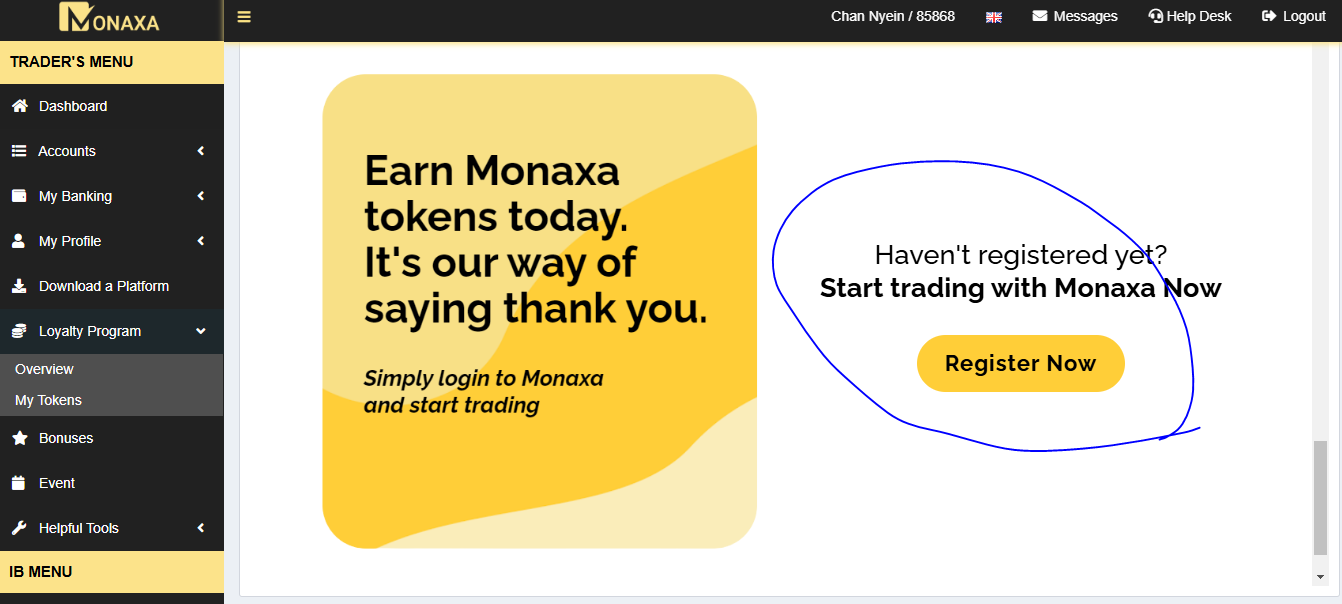 MONAXA
Chan Nyein / 85868
Messages
Help Desk
Logout
TRADER'S MENU
Dashboard
Accounts
My Banking
My Profile
Download a Platform
Loyalty Program
Overview
My Tokens
Bonuses
Event
Helpful Tools
IB MENU
Earn Monaxa
tokens today.
It's our way of
saying thank you.
Simply login to Monaxa
and start trading
Haven't registered yet?
Start trading with Monaxa Now
Register Now